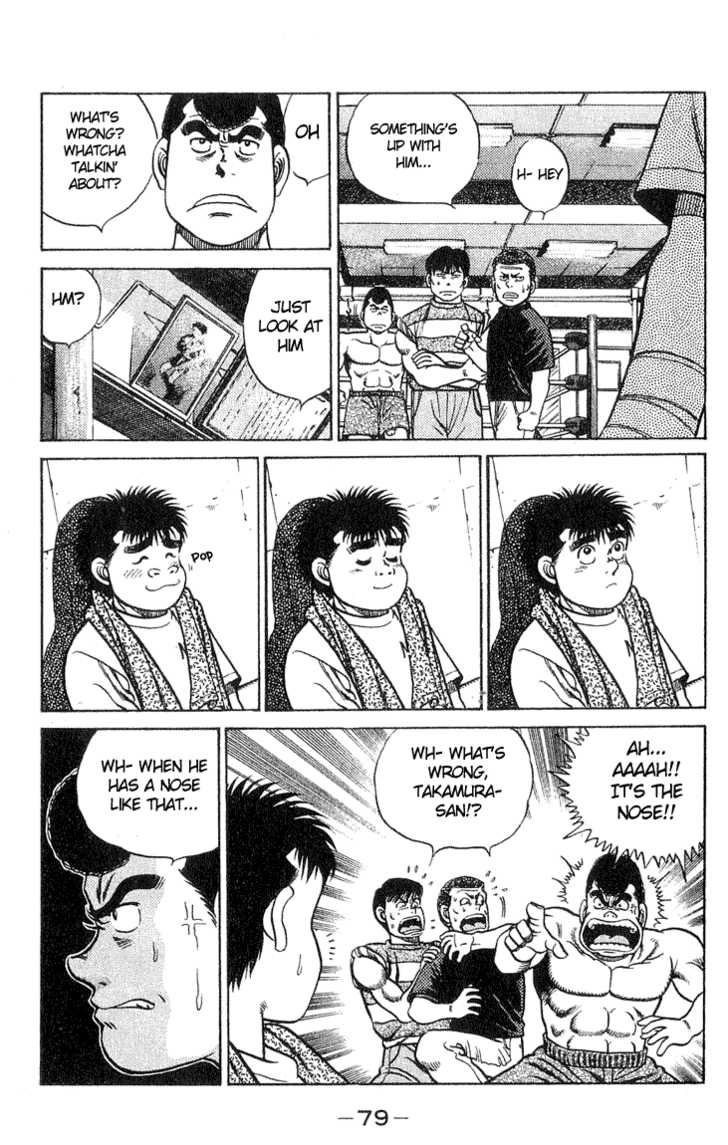 H- HEY
SOMETHING'S
UP WITH
HIM...
OH
WHAT'S
WRONG?
WHATCHA
TALKIN'
ABOUT?
JUST
LOOK AT
HIM
HM?
POP
AH...
AAAAH!!
IT'S THE
NOSE!!
WH- WHAT'S
WRONG,
TAKAMURA-
SAN!?
WH- WHEN HE
HAS A NOSE
LIKE THAT...
-79-